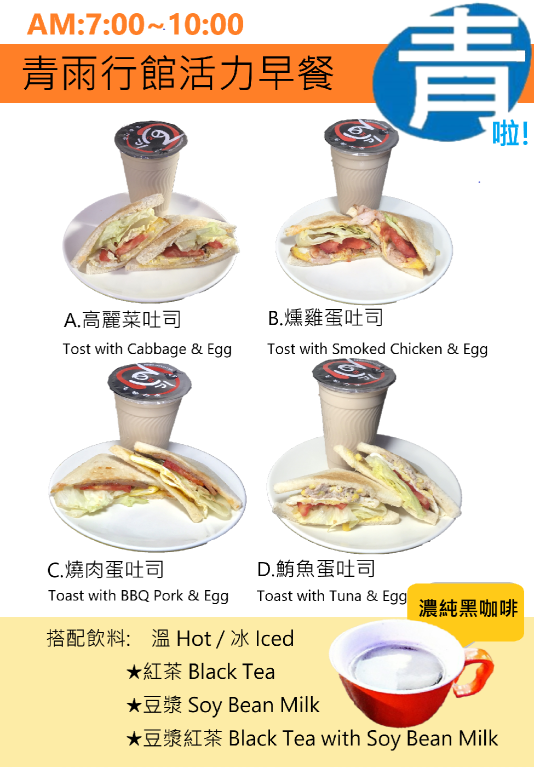 AM:7:00~10:00
青雨行館活力早餐
青
啦!
A.高麗菜吐司
Tost with Cabbage & Egg
B.燻雞蛋吐司
Tost with Smoked Chicken & Egg
C.燒肉蛋吐司
Toast with BBQ Pork & Egg
D.鮪魚蛋吐司
Toast with Tuna & Egg
濃純黑咖啡
搭配飲料: 溫 Hot / 冰 Iced
★紅茶 Black Tea
★豆漿 Soy Bean Milk
★豆漿紅茶 Black Tea with Soy Bean Milk